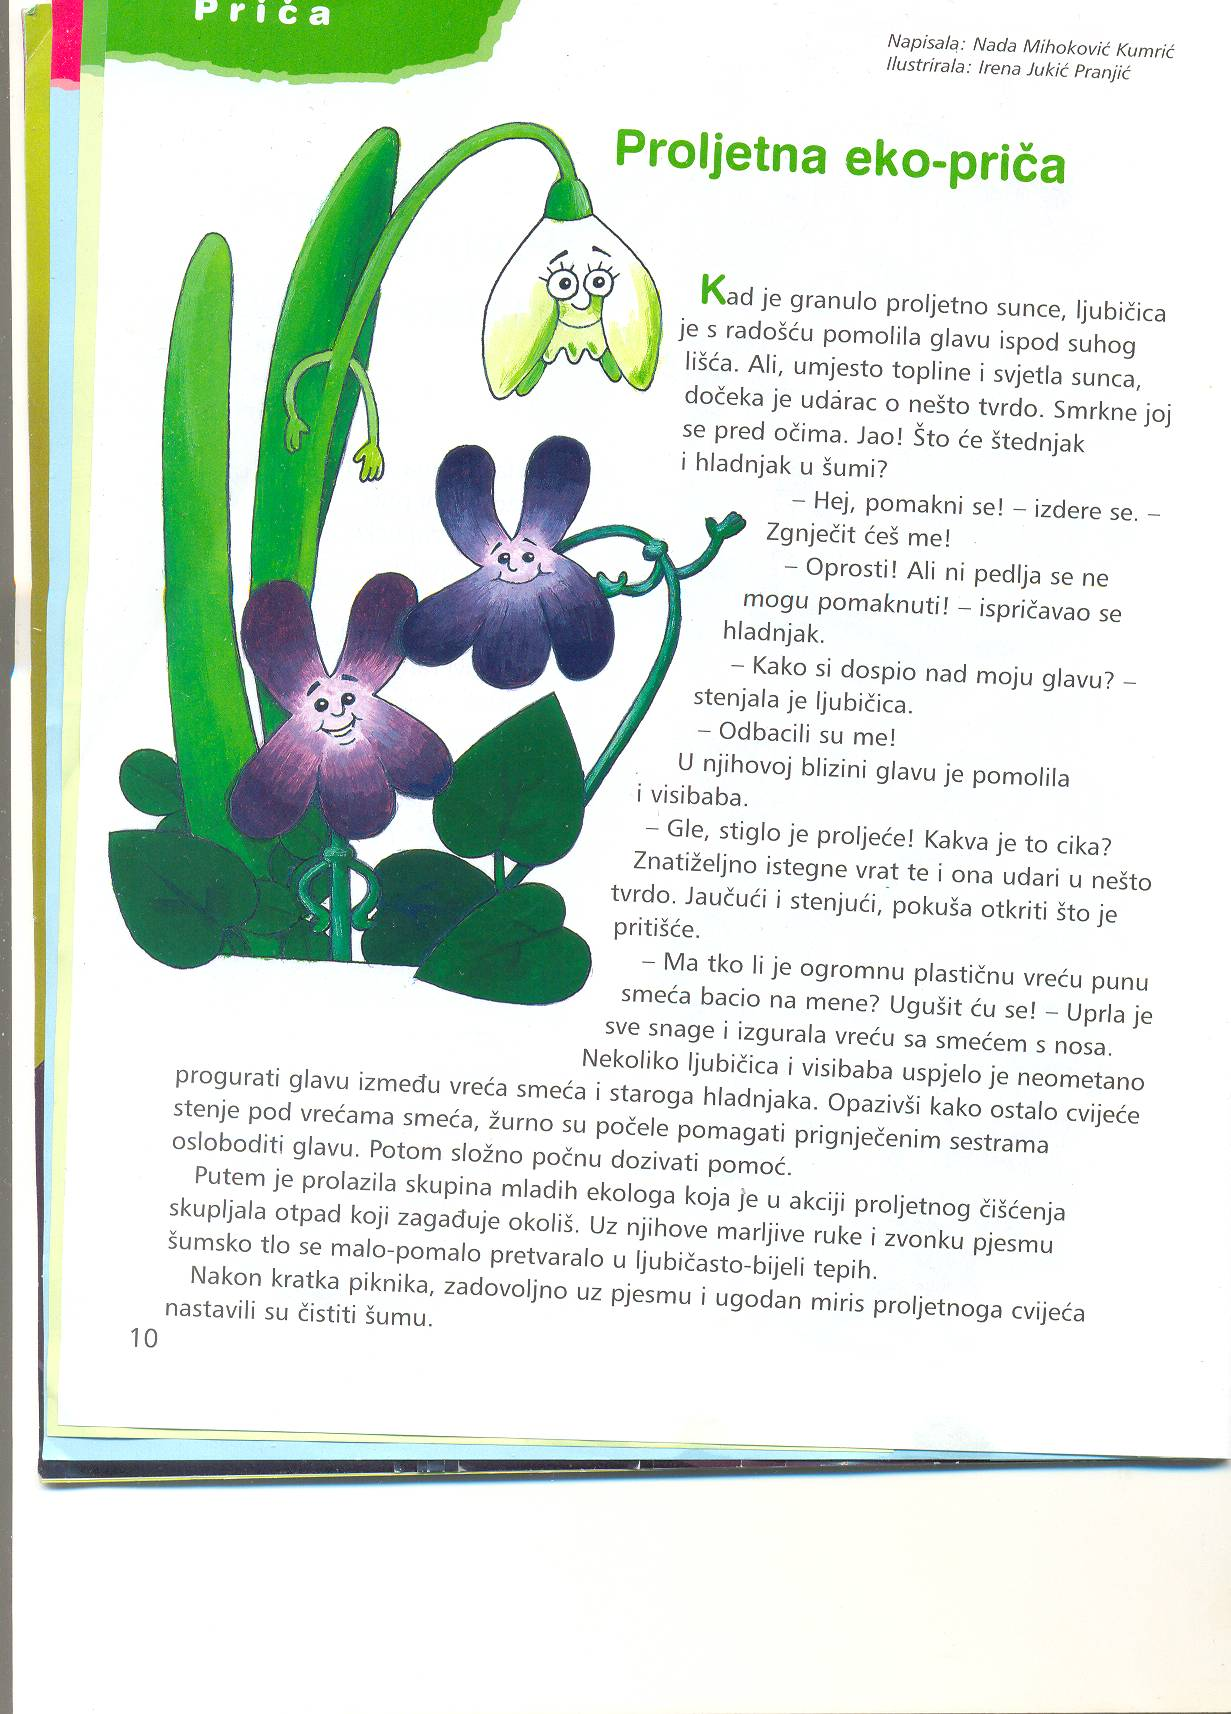 Priča
Napisala: Nada Mihoković Kumrić
Ilustrirala: Irena Jukić Pranjić
Proljetna eko-priča
Kad je granulo proljetno sunce, ljubičica
je s radošću pomolila glavu ispod suhog
lišća. Ali, umjesto topline i svjetla sunca,
dočeka je udarac o nešto tvrdo. Smrkne joj
se pred očima. Jao! Što će štednjak
i hladnjak u šumi?
– Hej, pomakni se! – izdere se. –
Zgnječit ćeš me!
– Oprosti! Ali ni pedlja se ne
mogu pomaknuti! – ispričavao se
hladnjak.
– Kako si dospio nad moju glavu? –
stenjala je ljubičica.
– Odbacili su me!
U njihovoj blizini glavu je pomolila
i visibaba.
– Gle, stiglo je proljeće! Kakva je to cika?
Znatiželjno istegne vrat te i ona udari u nešto
tvrdo. Jaučući i stenjući, pokuša otkriti što je
pritišće.
– Ma tko li je ogromnu plastičnu vreću punu
smeća bacio na mene? Ugušit ću se! – Uprla je
sve snage i izgurala vreću sa smećem s nosa.
Nekoliko ljubičica i visibaba uspjelo je neometano
progurati glavu između vreća smeća i staroga hladnjaka. Opazivši kako ostalo cvijeće
stenje pod vrećama smeća, žurno su počele pomagati prignječenim sestrama
osloboditi glavu. Potom složno počnu dozivati pomoć.
Putem je prolazila skupina mladih ekologa koja je u akciji proljetnog čišćenja
skupljala otpad koji zagađuje okoliš. Uz njihove marljive ruke i zvonku pjesmu
šumsko tlo se malo-pomalo pretvaralo u ljubičasto-bijeli tepih.
Nakon kratka piknika, zadovoljno uz pjesmu i ugodan miris proljetnoga cvijeća
nastavili su čistiti šumu.
10